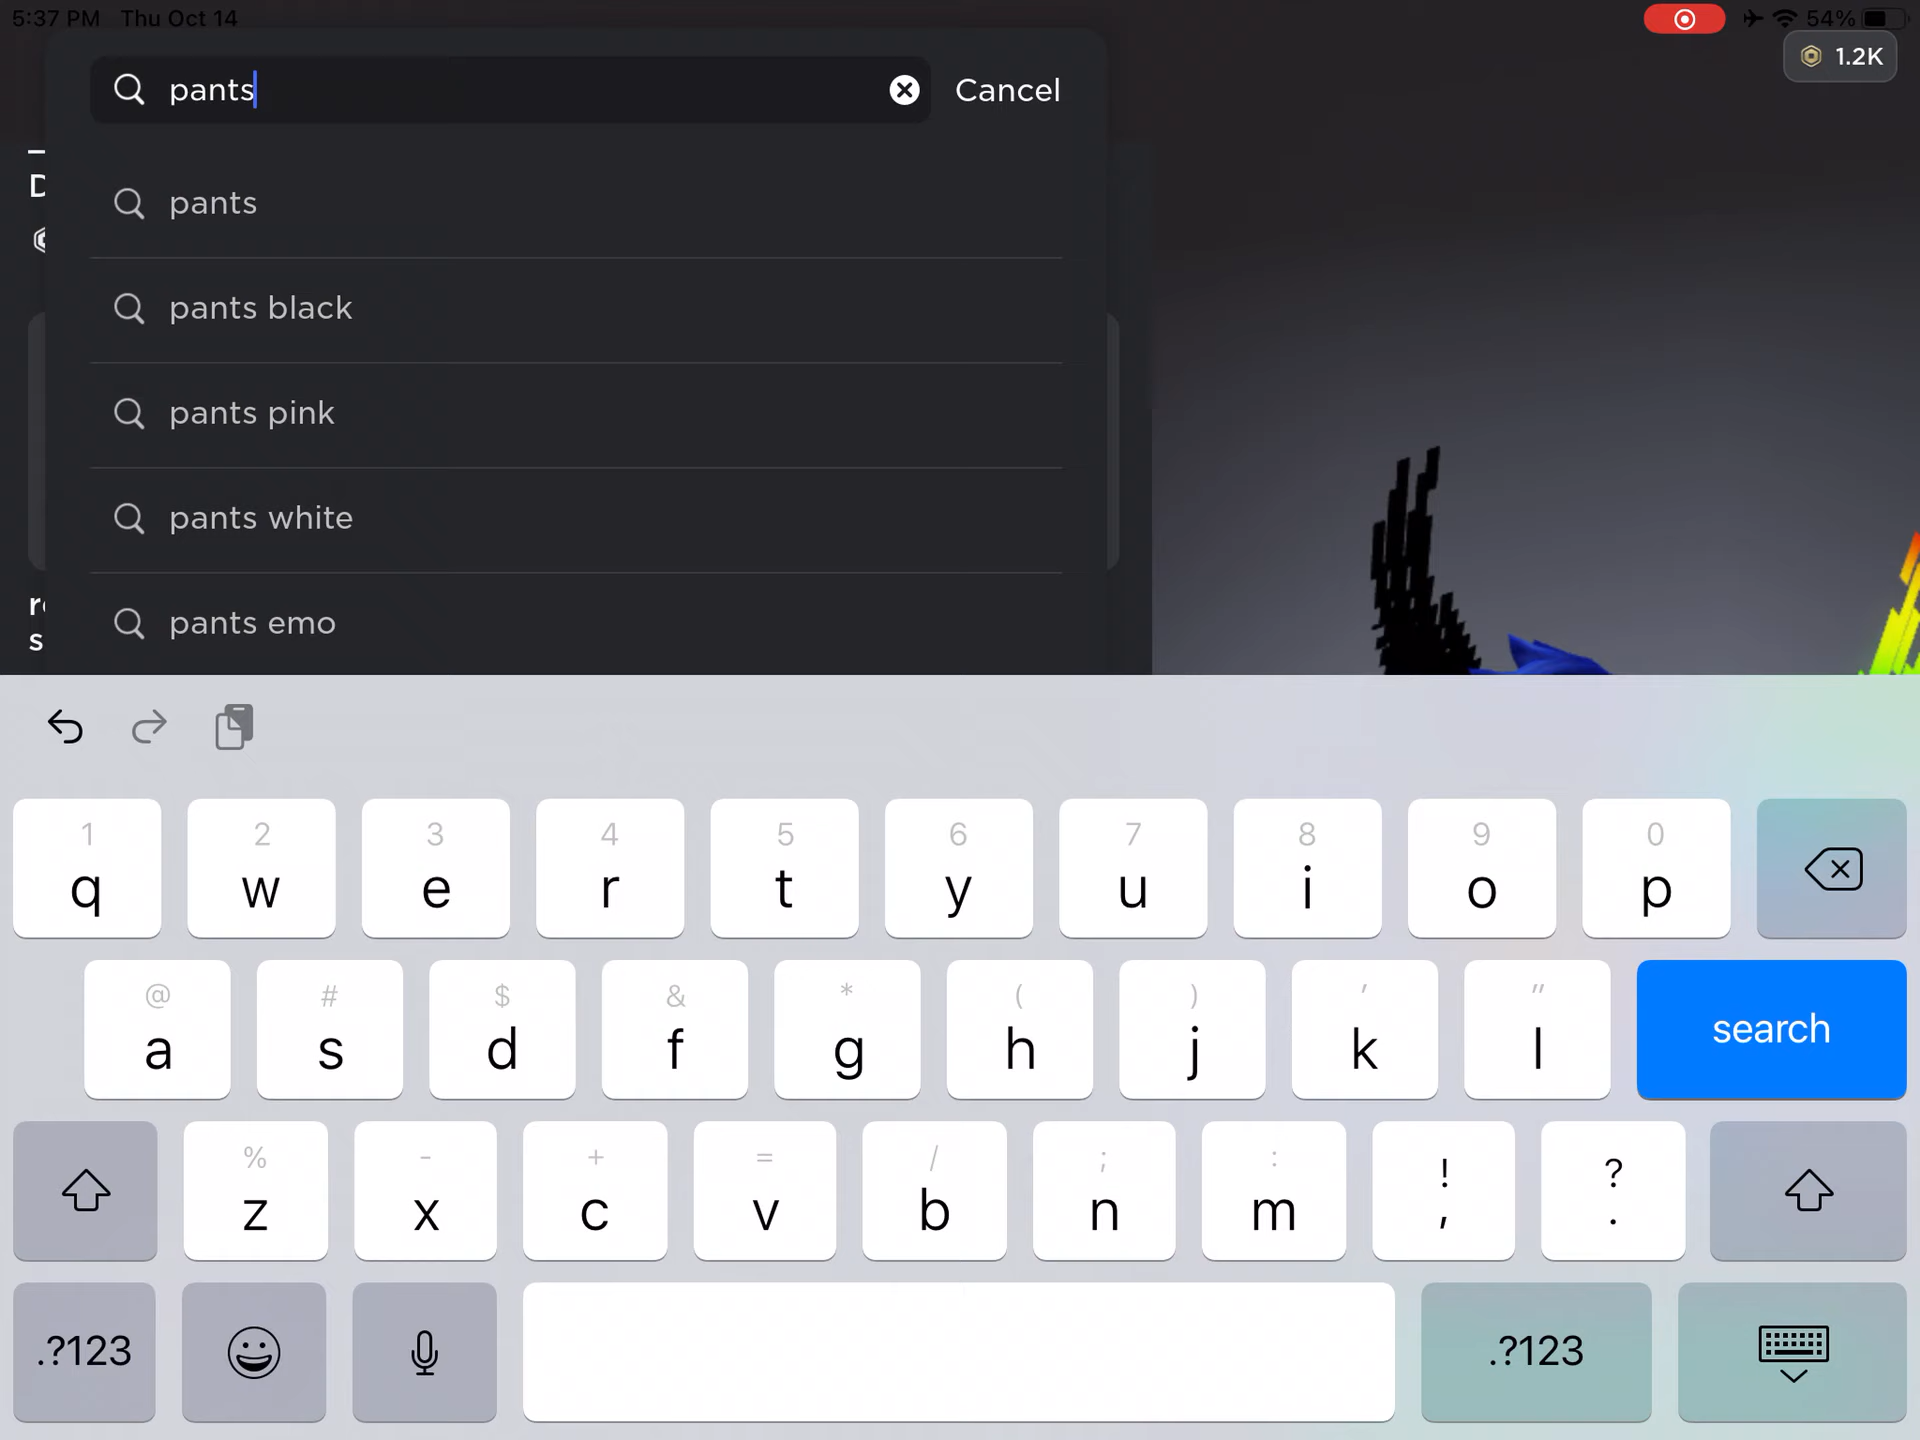 5:37 PM Thu Oct 14
54%
1.2K
pants
Cancel
D
pants
pants black
pants pink
pants white
pants emo
s
1 2 3 4 5 6 7 8 9 0
q w e r t y u i o p
@ # $ & * ( ) ' "
a s d f g h j k l
search
% - + = / ; : ! ?
z x c v b n m , .
.?123
.?123